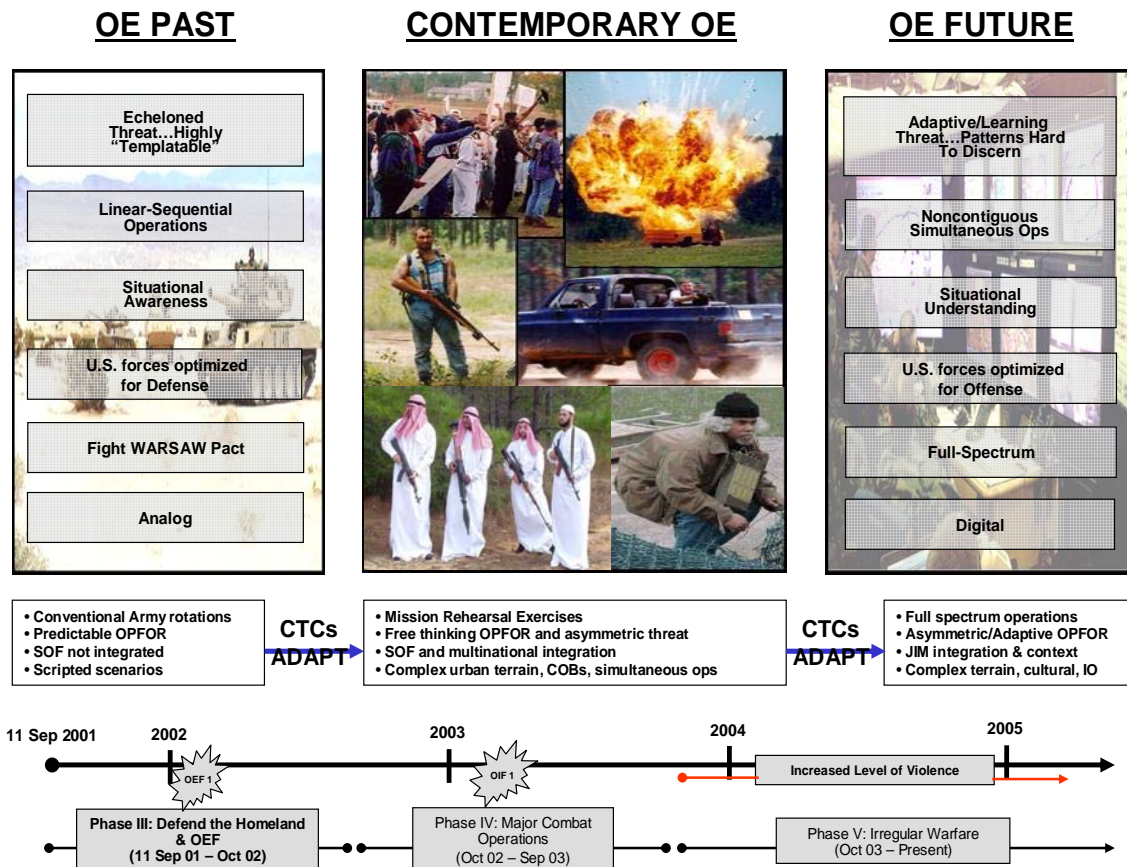 OE PAST
CONTEMPORARY OE
OE FUTURE
Echeloned
Threat...Highly
“Templatable”
Linear-Sequential
Operations
Situational
Awareness
U.S. forces optimized
for Defense
Fight WARSAW Pact
Analog
Adaptive/Learning
Threat...Patterns Hard
To Discern
Noncontiguous
Simultaneous Ops
Situational
Understanding
U.S. forces optimized
for Offense
Full-Spectrum
Digital
• Conventional Army rotations
• Predictable OPFOR
• SOF not integrated
• Scripted scenarios
CTCs
ADAPT
• Mission Rehearsal Exercises
• Free thinking OPFOR and asymmetric threat
• SOF and multinational integration
• Complex urban terrain, COBs, simultaneous ops
CTCs
ADAPT
• Full spectrum operations
• Asymmetric/Adaptive OPFOR
• JIM integration & context
• Complex terrain, cultural, IO
11 Sep 2001
2002
2003
2004
2005
OEF 1
OIF 1
Increased Level of Violence
Phase III: Defend the Homeland
& OEF
(11 Sep 01 – Oct 02)
Phase IV: Major Combat
Operations
(Oct 02 – Sep 03)
Phase V: Irregular Warfare
(Oct 03 – Present)